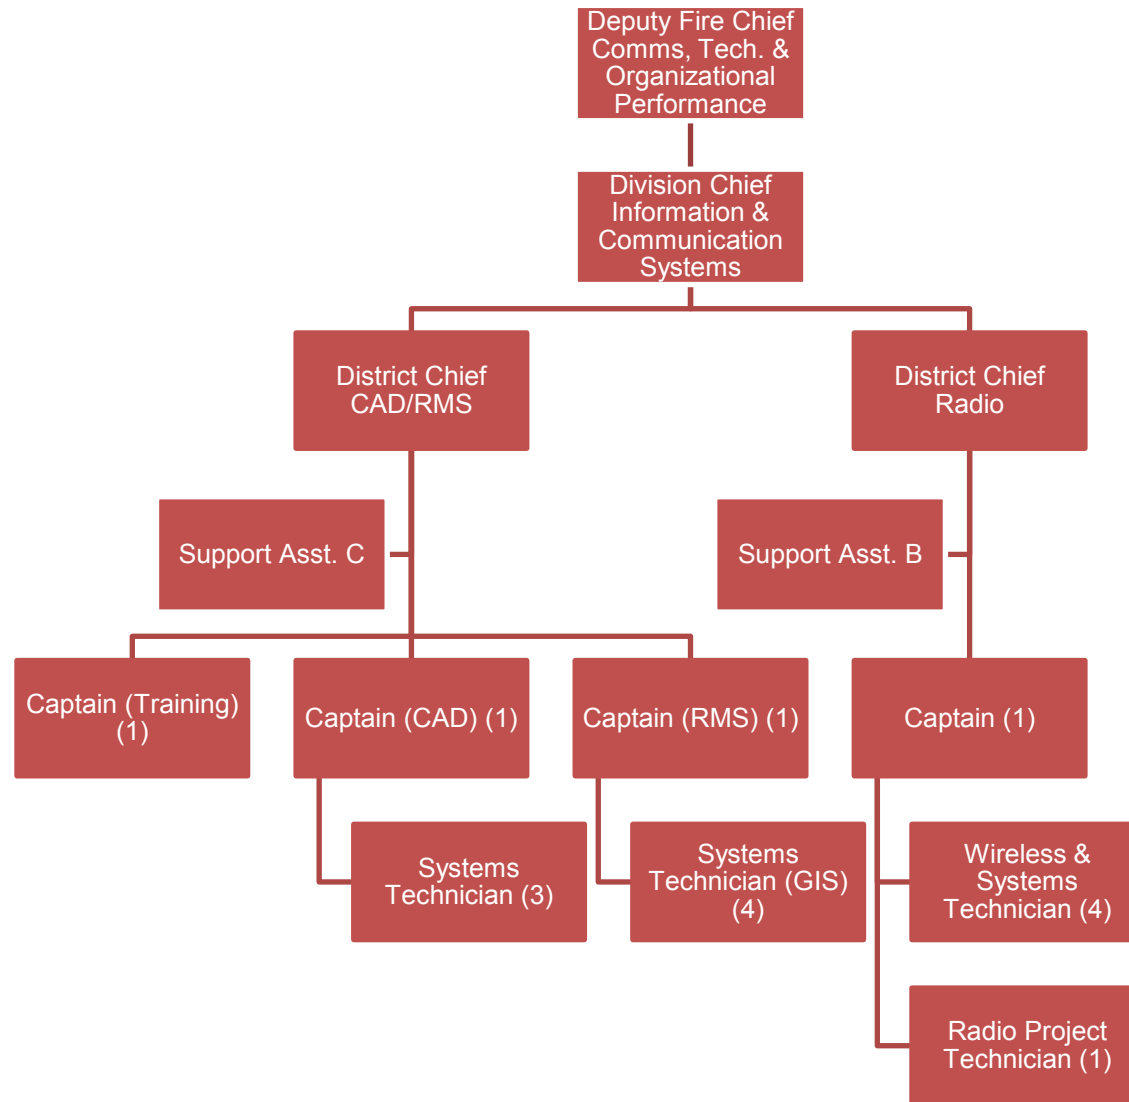 Deputy Fire Chief
Comms, Tech. &
Organizational
Performance
Division Chief
Information &
Communication
Systems
District Chief
CAD/RMS
District Chief
Radio
Support Asst. C
Support Asst. B
Captain (Training)
(1)
Captain (CAD) (1)
Captain (RMS) (1)
Captain (1)
Systems
Technician (3)
Systems
Technician (GIS)
(4)
Wireless &
Systems
Technician (4)
Radio Project
Technician (1)